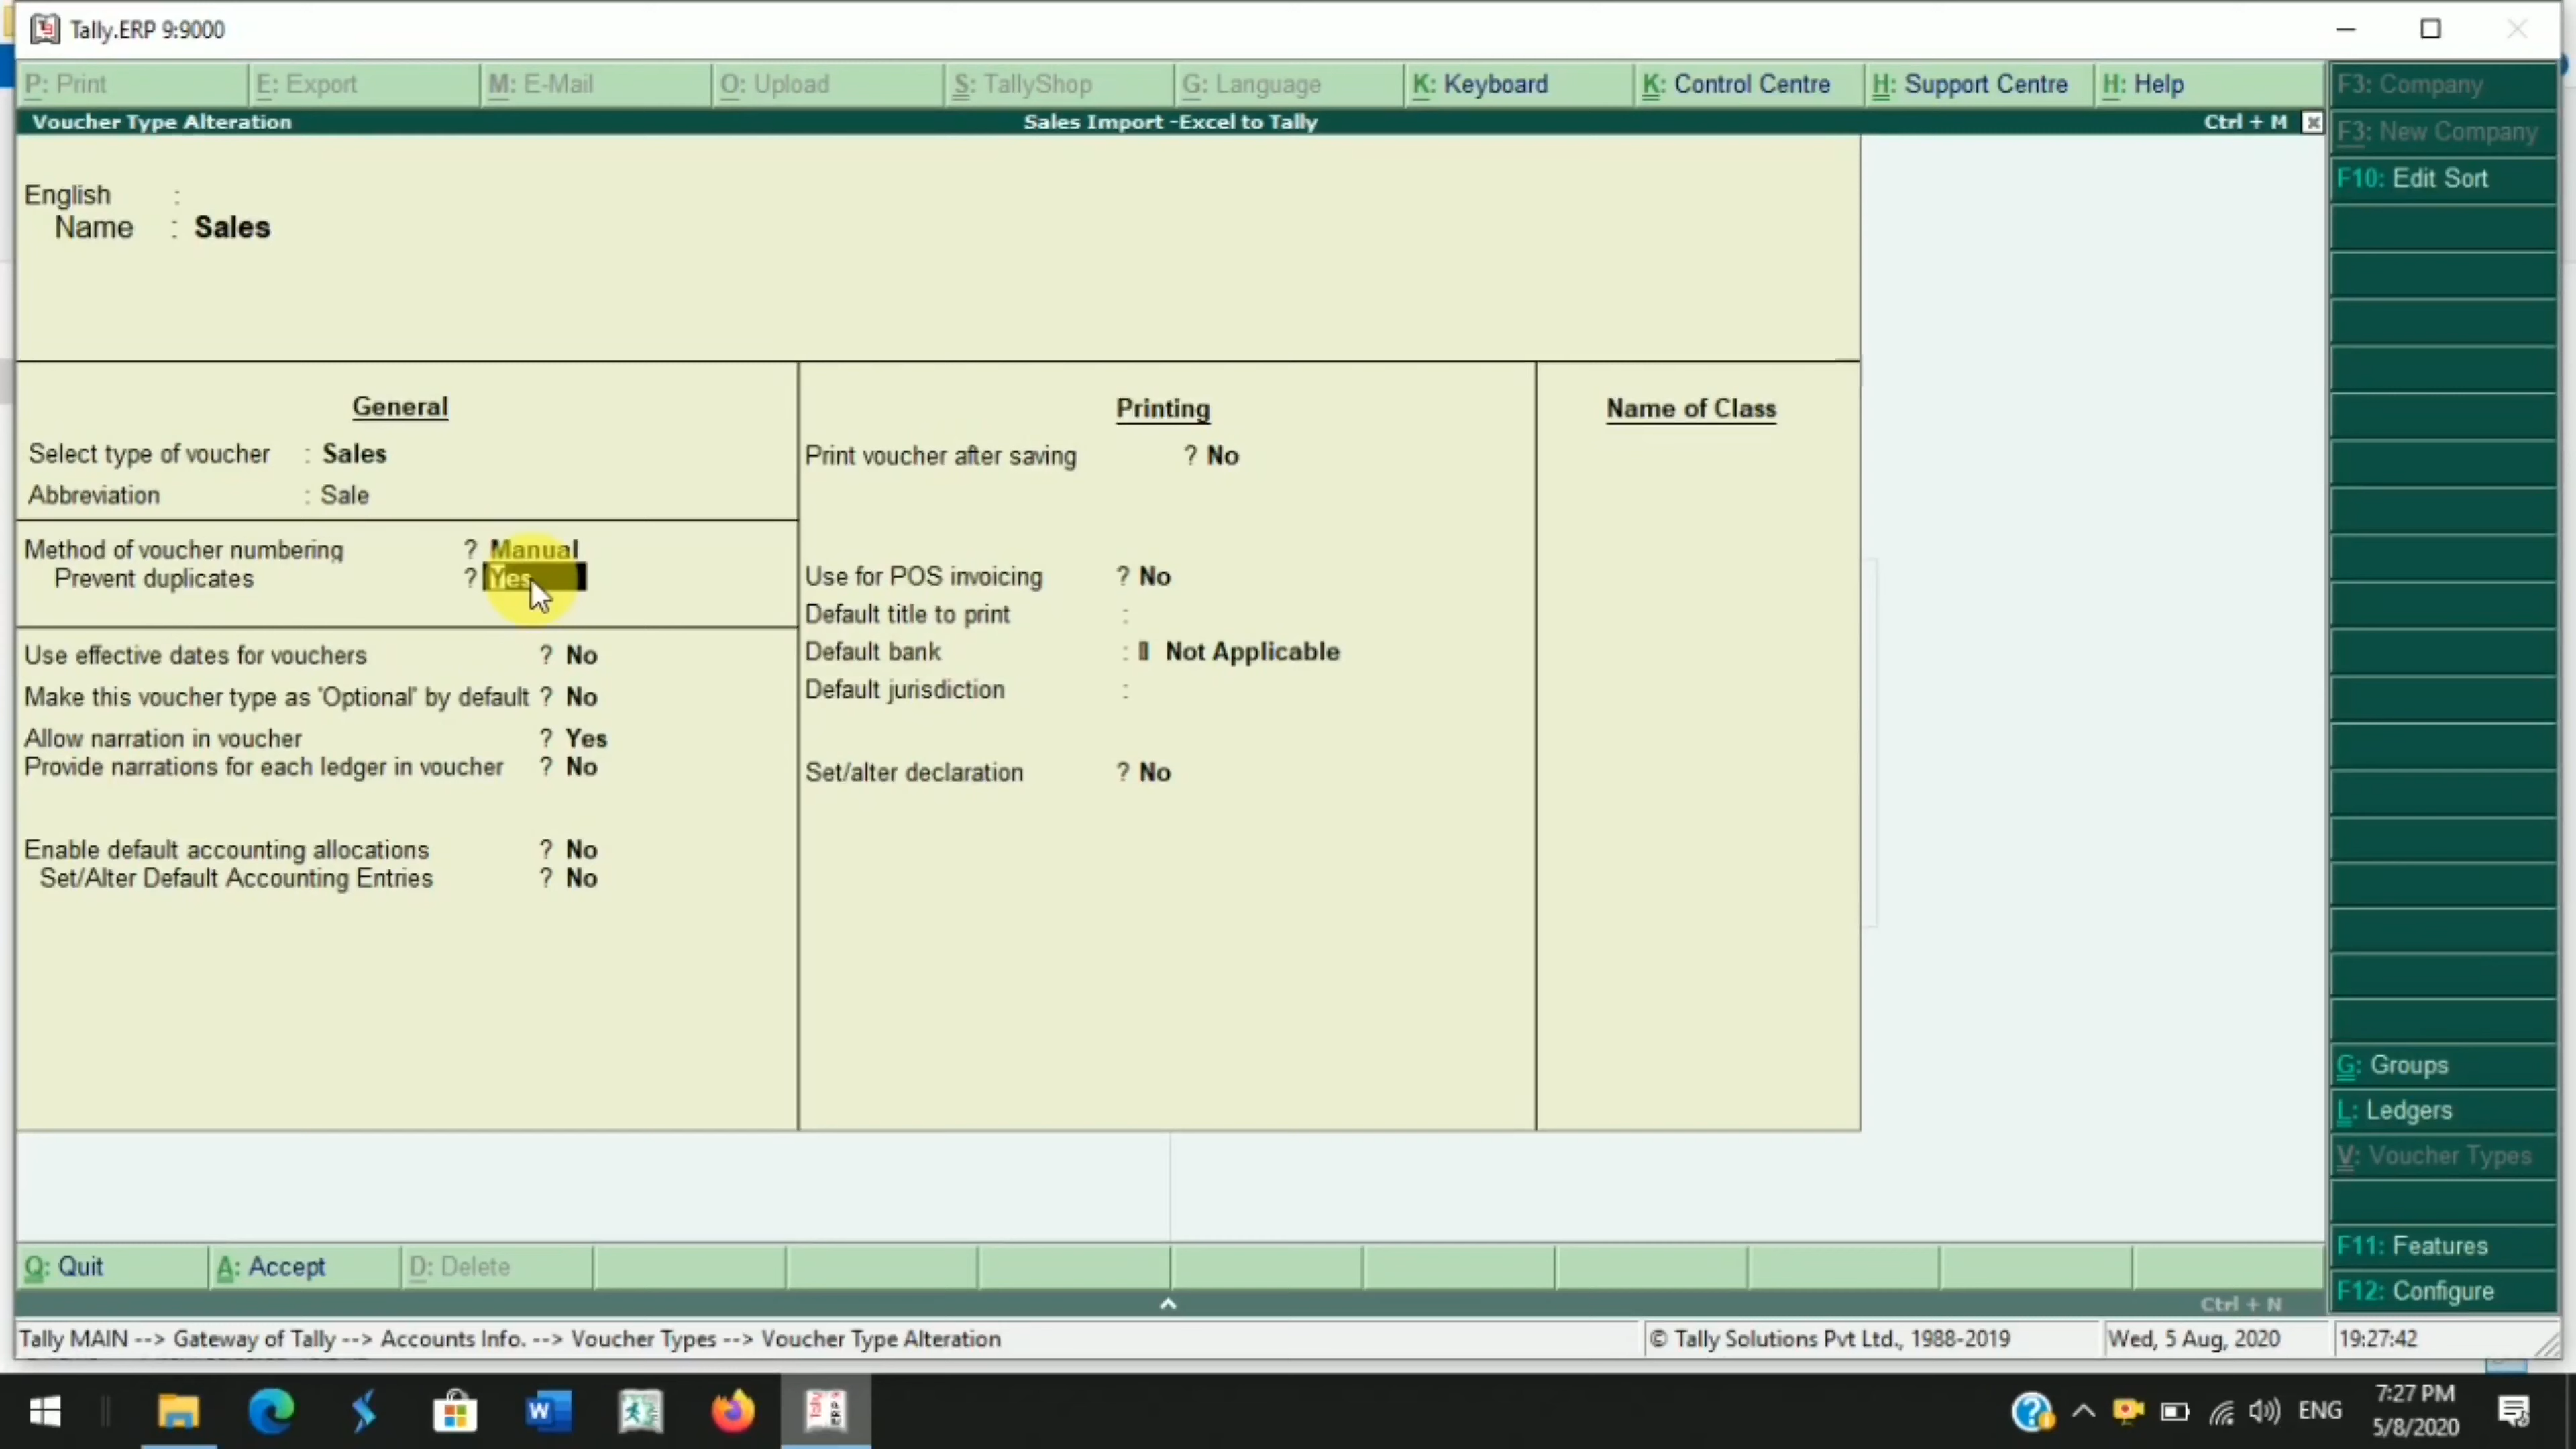 Tally.ERP 9:9000
P: Print E: Export M: E-Mail O: Upload S: TallyShop G: Language K: Keyboard K: Control Centre H: Support Centre H: Help
Voucher Type Alteration Sales Import -Excel to Tally Ctrl + M
F3: Company
F3: New Company
F10: Edit Sort
English :
Name : Sales
General
Select type of voucher : Sales
Abbreviation : Sale
Method of voucher numbering ? Manual
Prevent duplicates ? Yes
Use effective dates for vouchers ? No
Make this voucher type as 'Optional' by default ? No
Allow narration in voucher ? Yes
Provide narrations for each ledger in voucher ? No
Enable default accounting allocations ? No
Set/Alter Default Accounting Entries ? No
Printing
Print voucher after saving ? No
Use for POS invoicing ? No
Default title to print :
Default bank : Not Applicable
Default jurisdiction :
Set/alter declaration ? No
Name of Class
G: Groups
L: Ledgers
V: Voucher Types
F11: Features
F12: Configure
Q: Quit A: Accept D: Delete
Ctrl + N
Tally MAIN --> Gateway of Tally --> Accounts Info. --> Voucher Types --> Voucher Type Alteration © Tally Solutions Pvt Ltd., 1988-2019 Wed, 5 Aug, 2020 19:27:42
ENG
7:27 PM
5/8/2020